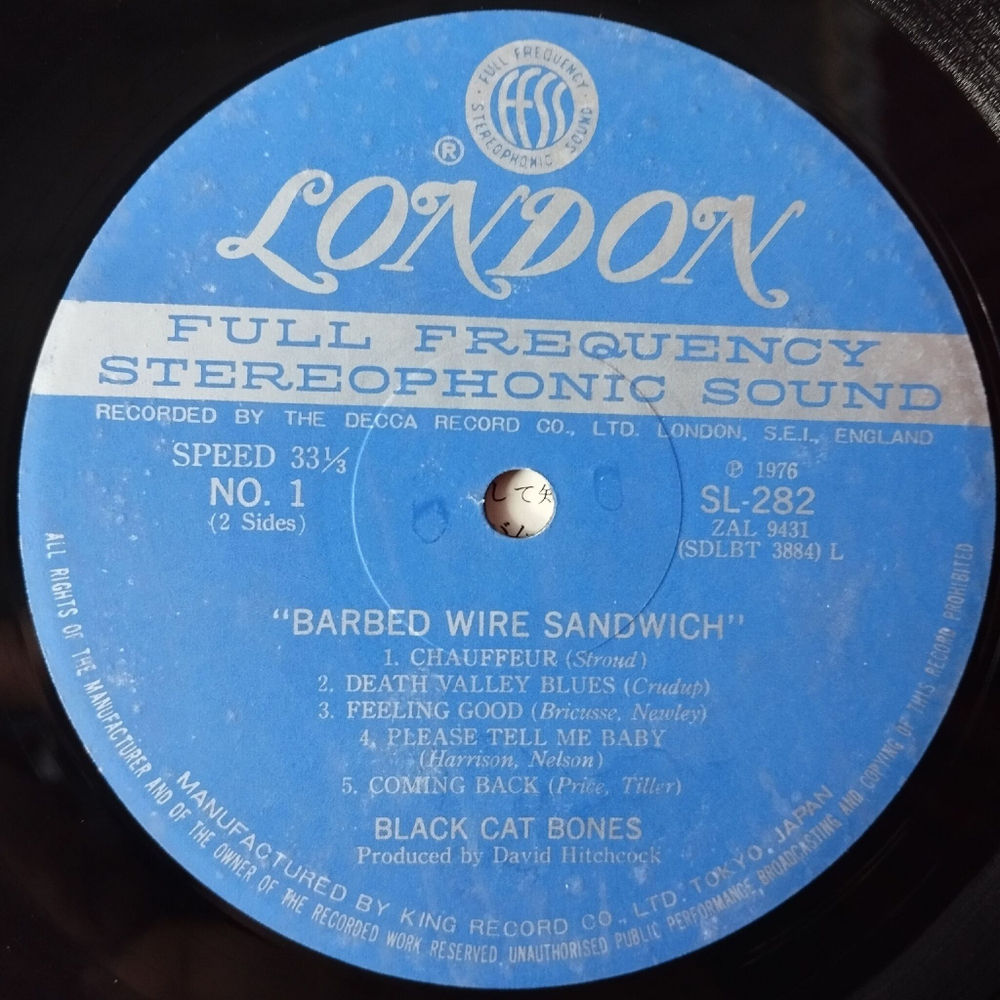 FULL FREQUENCY · STEREOPHONIC SOUND ·
FFSS
®
LONDON
FULL FREQUENCY
STEREOPHONIC SOUND
RECORDED BY THE DECCA RECORD CO., LTD. LONDON, S.E.I., ENGLAND
SPEED 33⅓
NO. 1
(2 Sides)
℗ 1976
SL-282
ZAL 9431
(SDLBT 3884) L
して矢
"BARBED WIRE SANDWICH"
1. CHAUFFEUR (Stroud)
2. DEATH VALLEY BLUES (Crudup)
3. FEELING GOOD (Bricusse, Newley)
4. PLEASE TELL ME BABY
(Harrison, Nelson)
5. COMING BACK (Price, Tiller)
BLACK CAT BONES
Produced by David Hitchcock
MANUFACTURED BY KING RECORD CO., LTD. TOKYO, JAPAN
ALL RIGHTS OF THE MANUFACTURER AND OF THE OWNER OF THE RECORDED WORK RESERVED, UNAUTHORISED PUBLIC PERFORMANCE, BROADCASTING AND COPYING OF THIS RECORD PROHIBITED